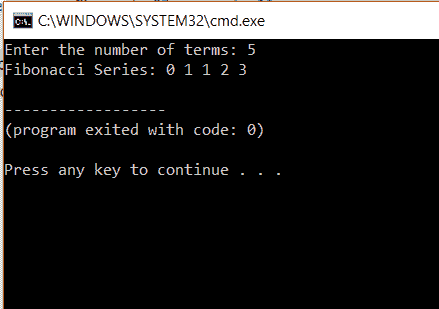 C:\WINDOWS\SYSTEM32\cmd.exe
Enter the number of terms: 5
Fibonacci Series: 0 1 1 2 3
------------------
(program exited with code: 0)
Press any key to continue . . .